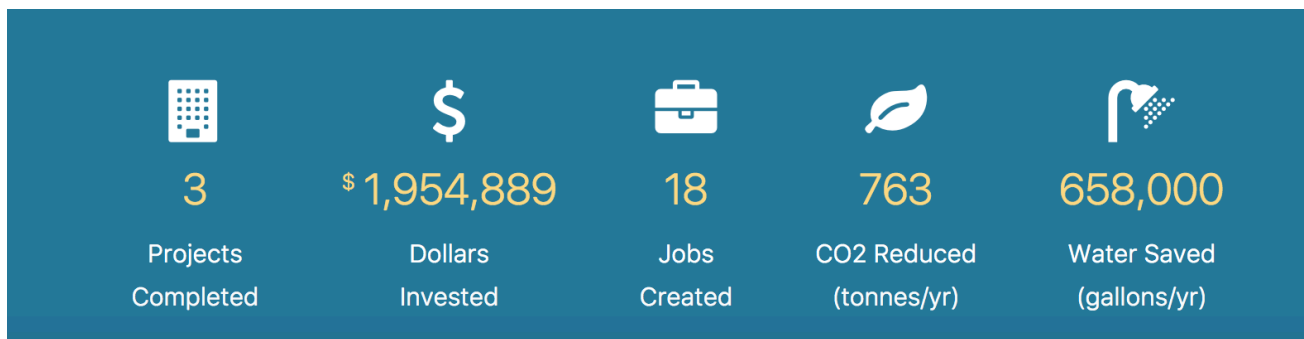 3
Projects
Completed
$1,954,889
Dollars
Invested
18
Jobs
Created
763
CO2 Reduced
(tonnes/yr)
658,000
Water Saved
(gallons/yr)